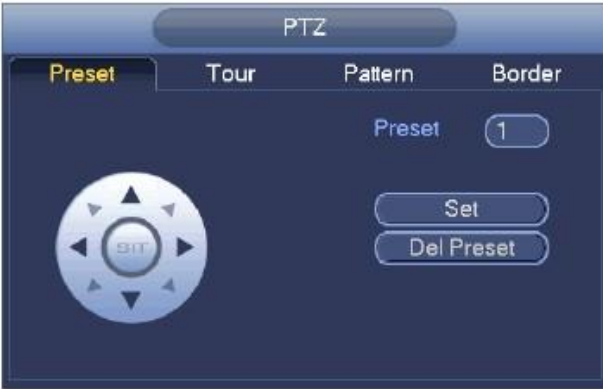 PTZ
Preset Tour Pattern Border
Preset 1
SIT
Set
Del Preset